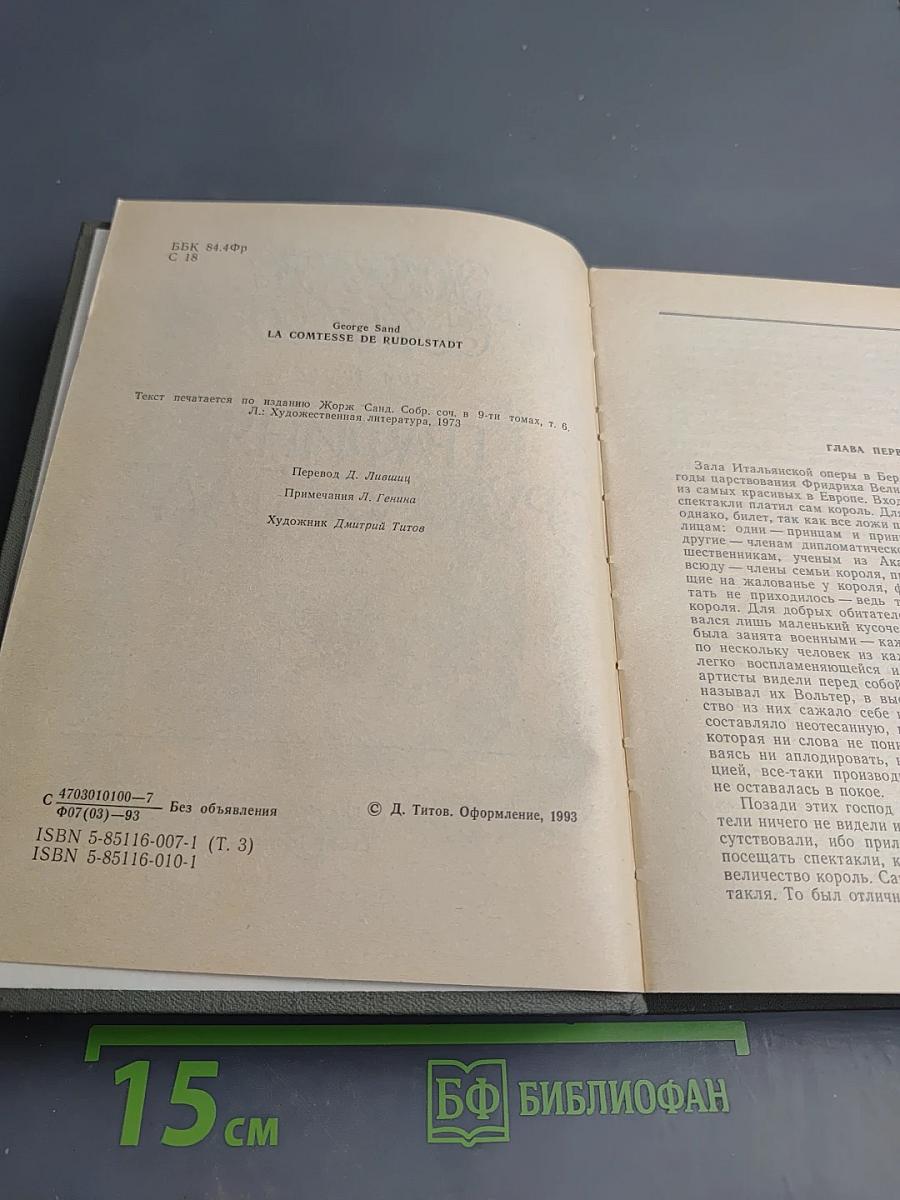 ББК 84.4Фр
С 18
George Sand
LA COMTESSE DE RUDOLSTADT
Текст печатается по изданию Жорж Санд. Собр. соч. в 9-ти томах, т. 6.
Л.: Художественная литература, 1973
Перевод Д. Лившиц
Примечания Л. Генина
Художник Дмитрий Титов
С 4703010100—7
Ф07(03)—93
Без объявления
© Д. Титов. Оформление, 1993
ISBN 5-85116-007-1 (Т. 3)
ISBN 5-85116-010-1
ГЛАВА ПЕРВ
Зала Итальянской оперы в Бер
годы царствования Фридриха Вели
из самых красивых в Европе. Вход
спектакли платил сам король. Для
однако, билет, так как все ложи п
лицам: одни — принцам и прин
другие — членам дипломатическо
шественникам, ученым из Ака
всюду — члены семьи короля, пр
щие на жалованье у короля, ф
тать не приходилось — ведь т
короля. Для добрых обитател
вался лишь маленький кусоче
была занята военными — каж
по нескольку человек из каж
легко воспламеняющейся и
артисты видели перед собой
называл их Вольтер, в выс
ство из них сажало себе н
составляло неотесанную,
которая ни слова не пони
ваясь ни аплодировать, н
цией, все-таки производи
не оставалась в покое.
Позади этих господ
тели ничего не видели и
сутствовали, ибо прил
посещать спектакли, к
величество король. Са
такля. То был отличн
15 см
БФ БИБЛИОФАН